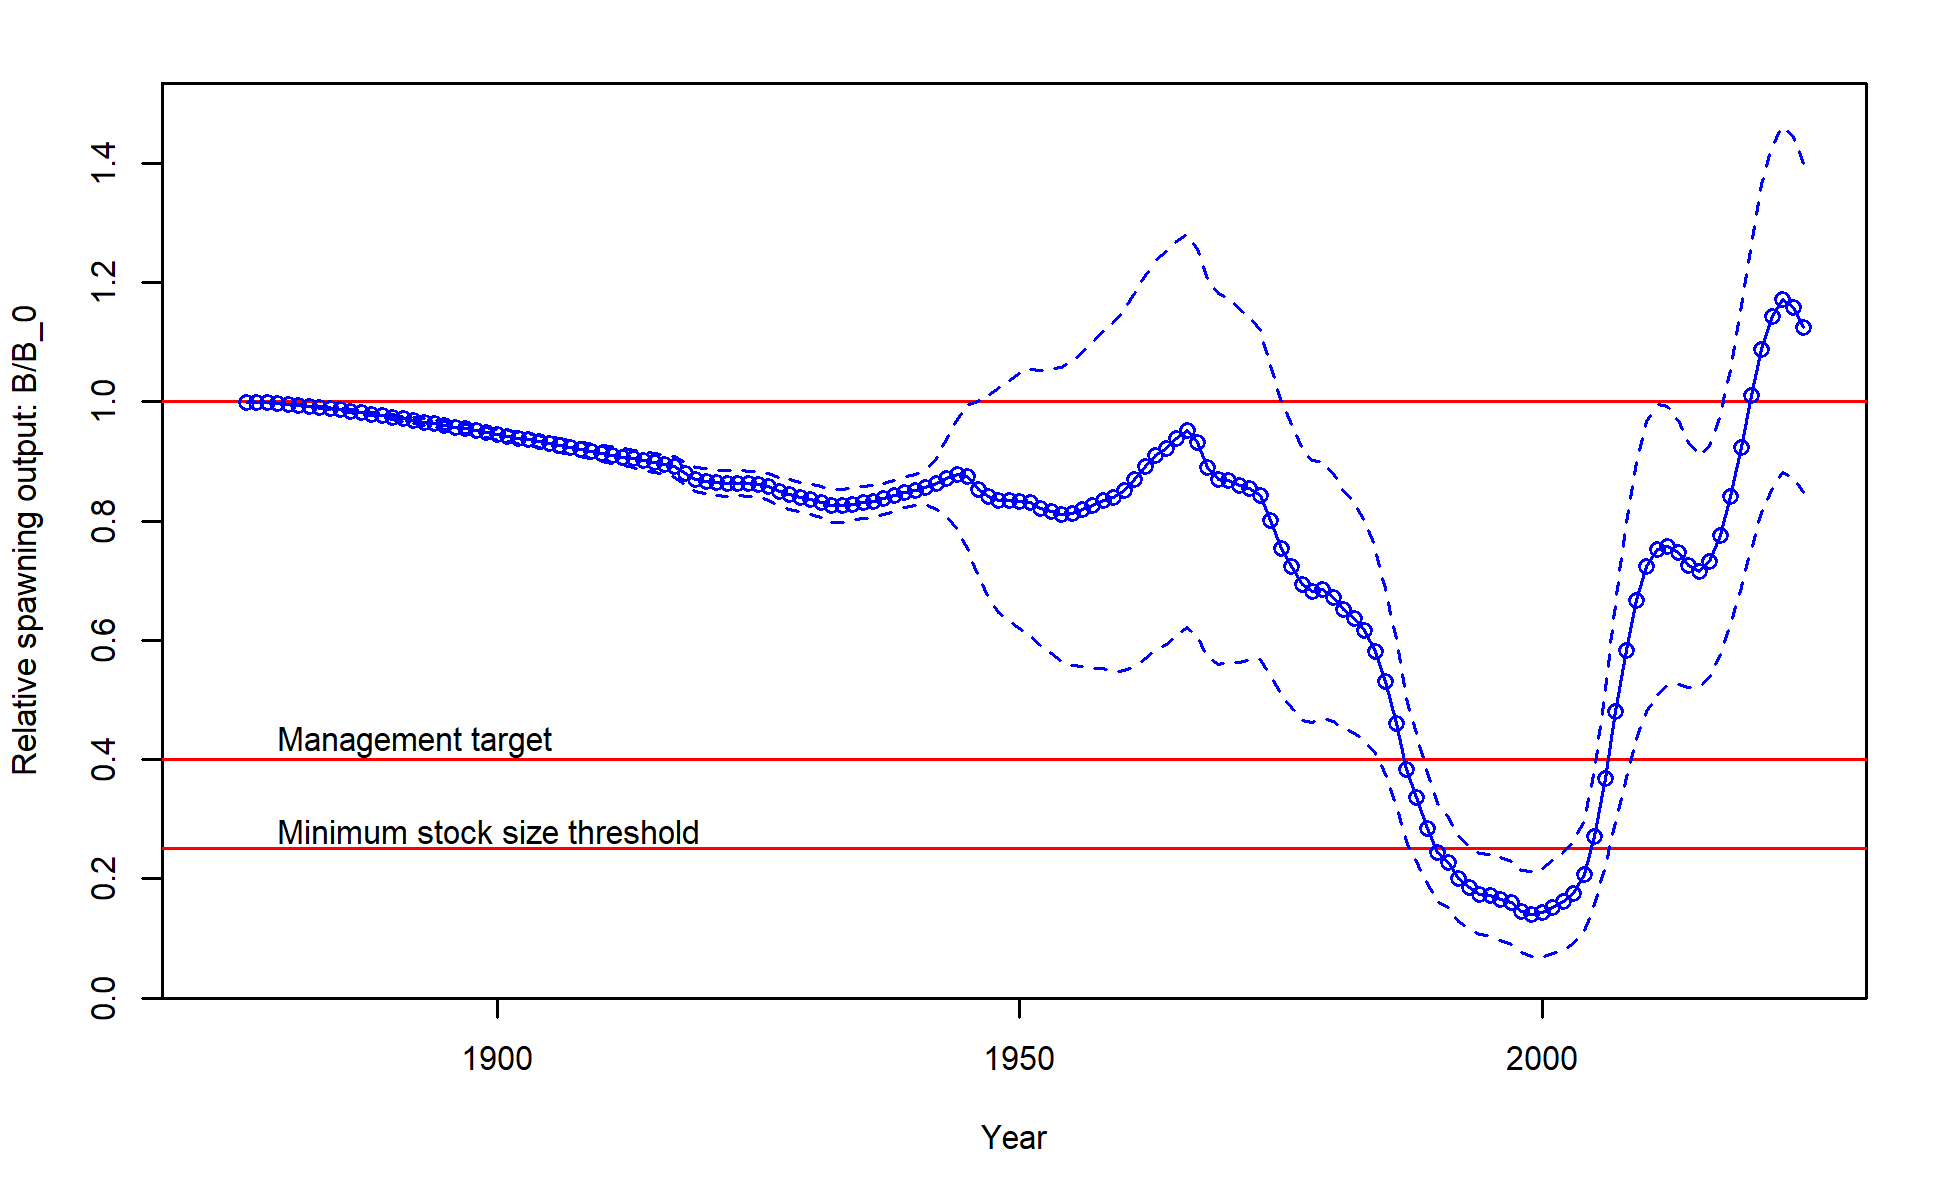 Relative spawning output: B/B_0
1.4
1.2
1.0
0.8
0.6
0.4
0.2
0.0
Management target
Minimum stock size threshold
1900
1950
2000
Year